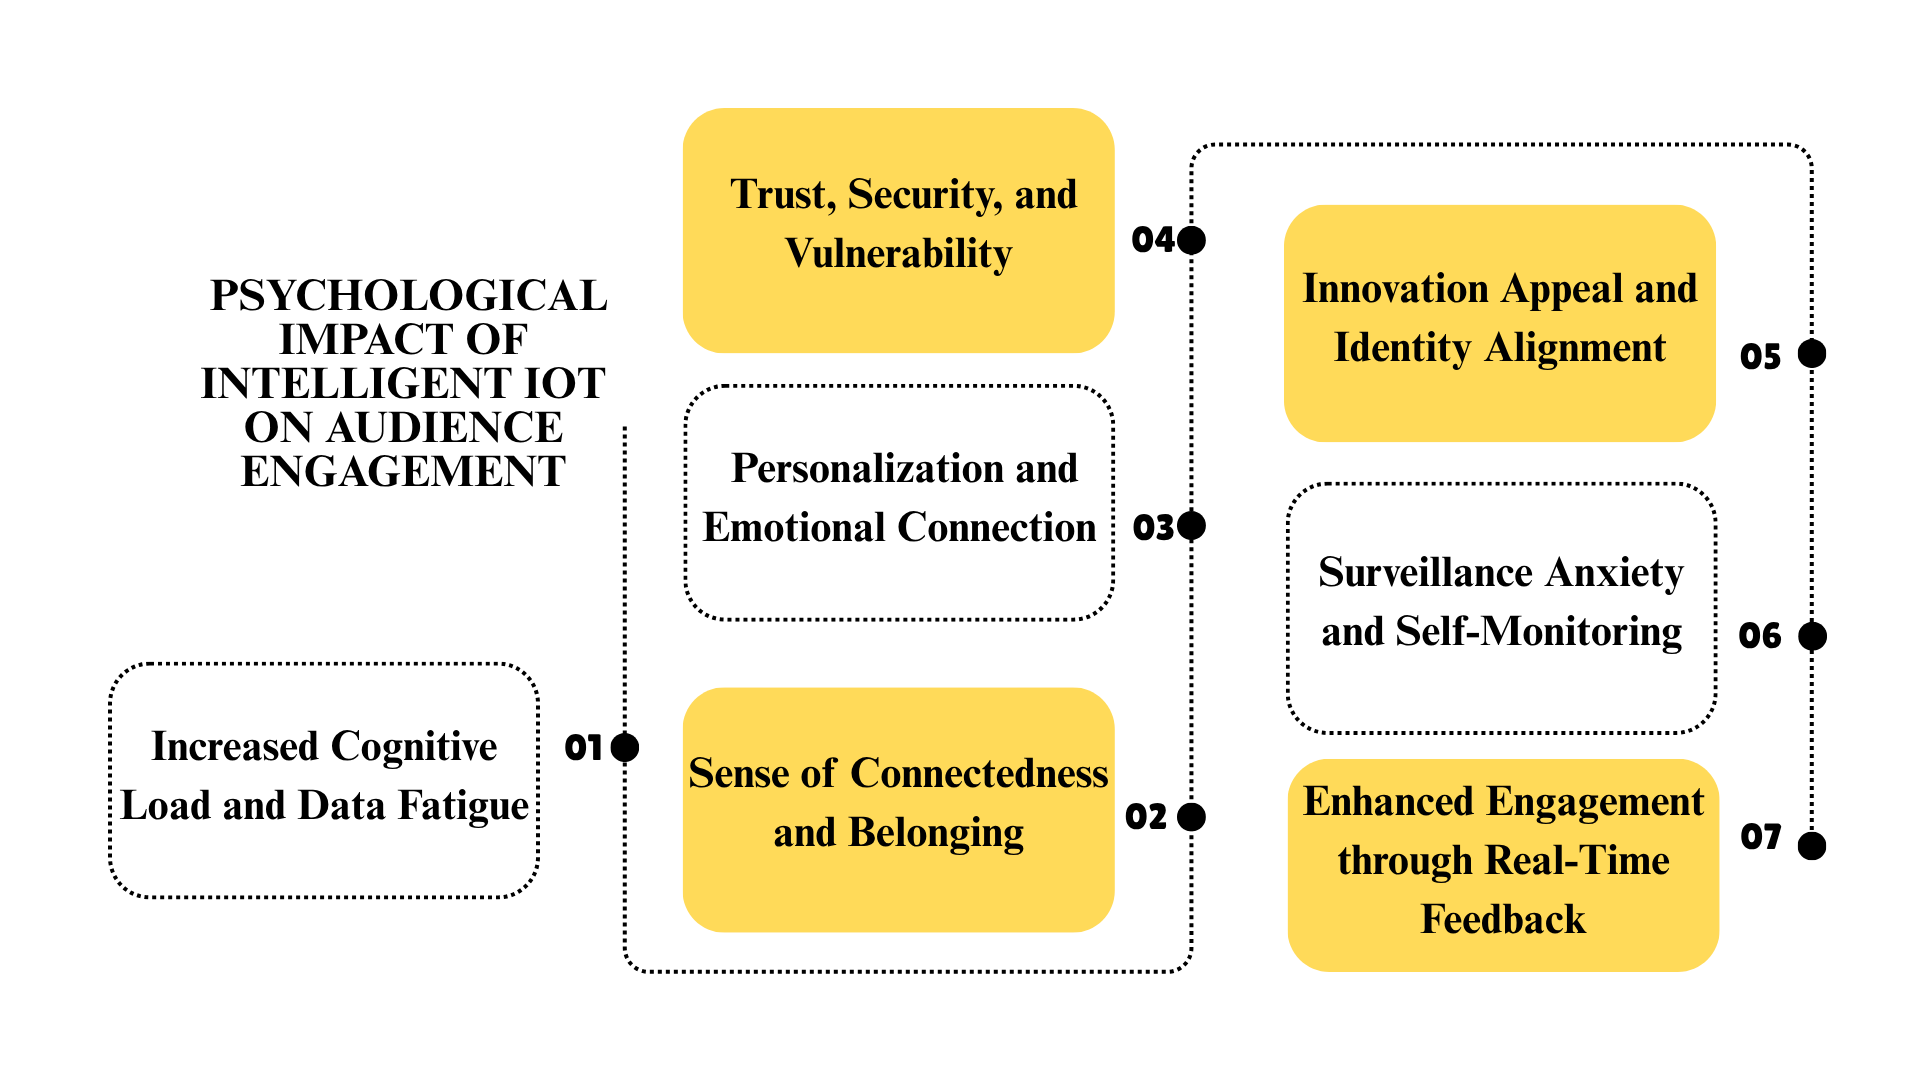 PSYCHOLOGICAL
IMPACT OF
INTELLIGENT IOT
ON AUDIENCE
ENGAGEMENT
Increased Cognitive
Load and Data Fatigue
01
Sense of Connectedness
and Belonging
02
Personalization and
Emotional Connection
03
Trust, Security, and
Vulnerability
04
Innovation Appeal and
Identity Alignment
05
Surveillance Anxiety
and Self-Monitoring
06
Enhanced Engagement
through Real-Time
Feedback
07